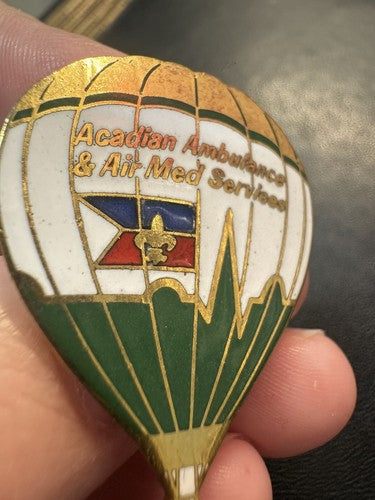 Acadian Ambulance
& Air Med Services